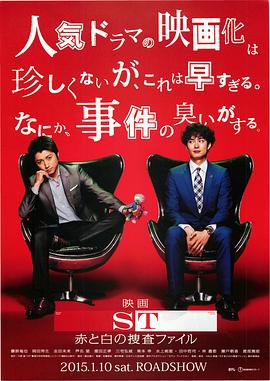 人気ドラマの映画化は
珍しくないが、これは早すぎる。
なにか、事件の臭いがする。
映画
ST
赤と白の捜査ファイル
2015.1.10 sat. ROADSHOW